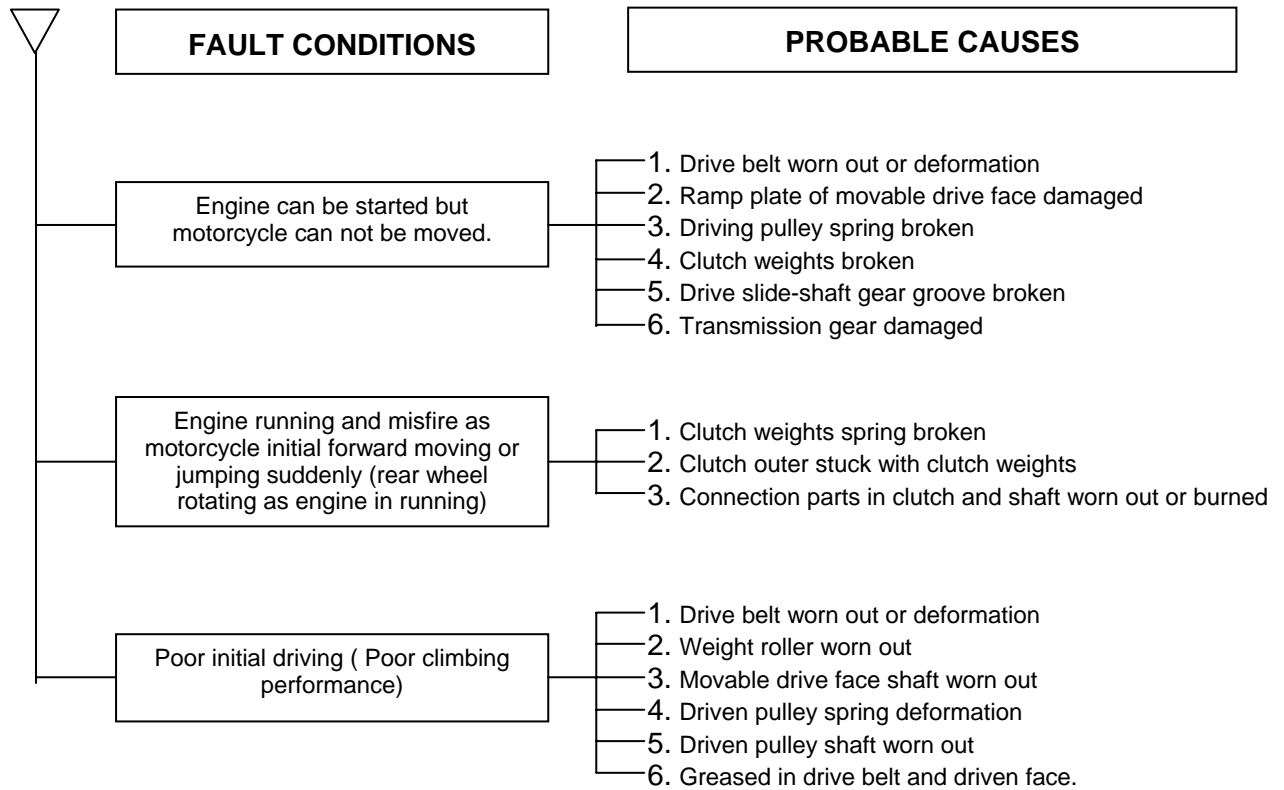 FAULT CONDITIONS
PROBABLE CAUSES
Engine can be started but
motorcycle can not be moved.
1. Drive belt worn out or deformation
2. Ramp plate of movable drive face damaged
3. Driving pulley spring broken
4. Clutch weights broken
5. Drive slide-shaft gear groove broken
6. Transmission gear damaged
Engine running and misfire as
motorcycle initial forward moving or
jumping suddenly (rear wheel
rotating as engine in running)
1. Clutch weights spring broken
2. Clutch outer stuck with clutch weights
3. Connection parts in clutch and shaft worn out or burned
Poor initial driving ( Poor climbing
performance)
1. Drive belt worn out or deformation
2. Weight roller worn out
3. Movable drive face shaft worn out
4. Driven pulley spring deformation
5. Driven pulley shaft worn out
6. Greased in drive belt and driven face.